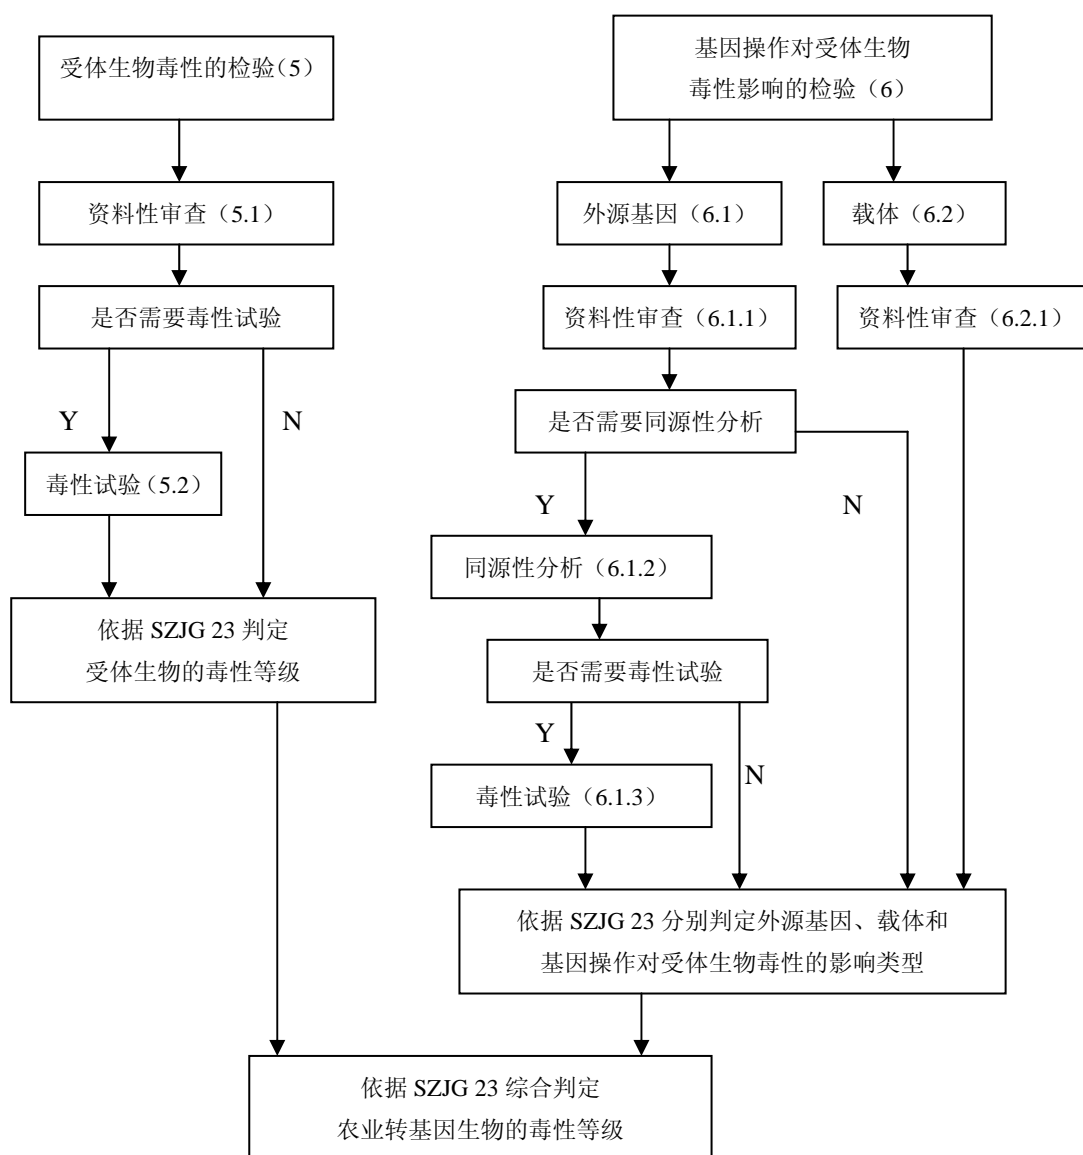 受体生物毒性的检验（5）
基因操作对受体生物
毒性影响的检验（6）
资料性审查（5.1）
外源基因（6.1）
载体（6.2）
是否需要毒性试验
资料性审查（6.1.1）
资料性审查（6.2.1）
Y
N
是否需要同源性分析
毒性试验（5.2）
Y
N
同源性分析（6.1.2）
依据 SZJG 23 判定
受体生物的毒性等级
是否需要毒性试验
Y
N
毒性试验（6.1.3）
依据 SZJG 23 分别判定外源基因、载体和
基因操作对受体生物毒性的影响类型
依据 SZJG 23 综合判定
农业转基因生物的毒性等级